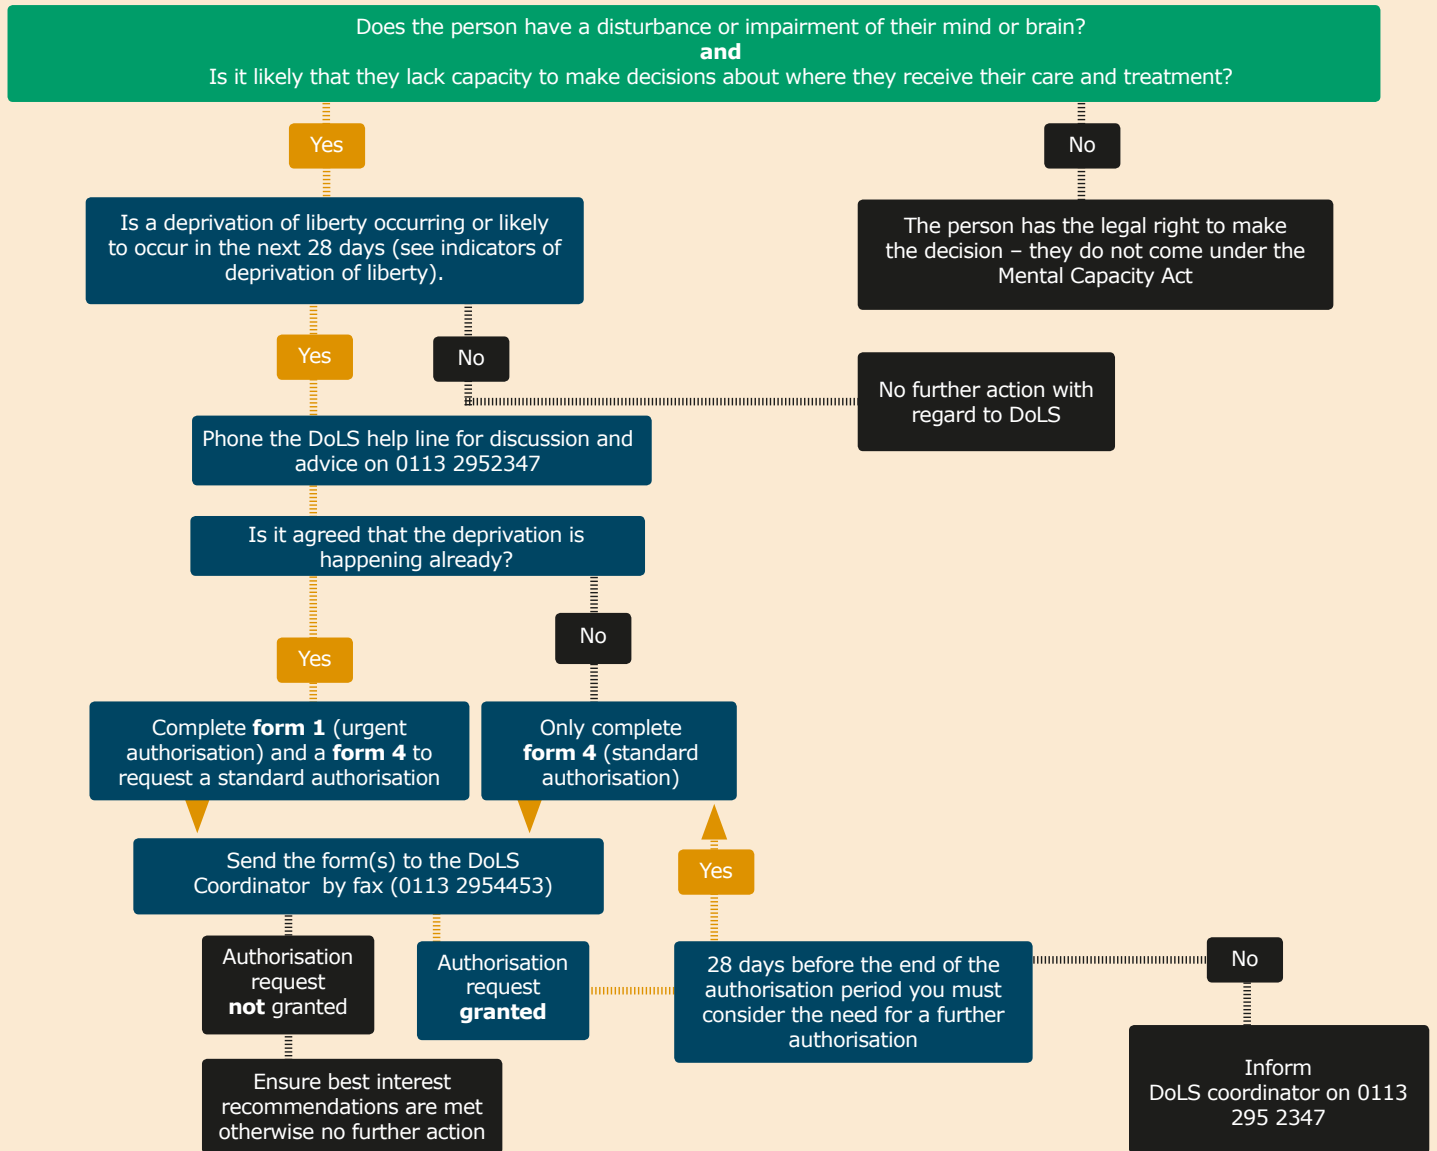 Does the person have a disturbance or impairment of their mind or brain?
and
Is it likely that they lack capacity to make decisions about where they receive their care and treatment?
Yes
No
Is a deprivation of liberty occurring or likely
to occur in the next 28 days (see indicators of
deprivation of liberty).
The person has the legal right to make
the decision – they do not come under the
Mental Capacity Act
Yes
No
No further action with
regard to DoLS
Phone the DoLS help line for discussion and
advice on 0113 2952347
Is it agreed that the deprivation is
happening already?
No
Yes
Complete form 1 (urgent
authorisation) and a form 4 to
request a standard authorisation
Only complete
form 4 (standard
authorisation)
Send the form(s) to the DoLS
Coordinator by fax (0113 2954453)
Yes
Authorisation
request
not granted
Authorisation
request
granted
28 days before the end of the
authorisation period you must
consider the need for a further
authorisation
No
Ensure best interest
recommendations are met
otherwise no further action
Inform
DoLS coordinator on 0113
295 2347